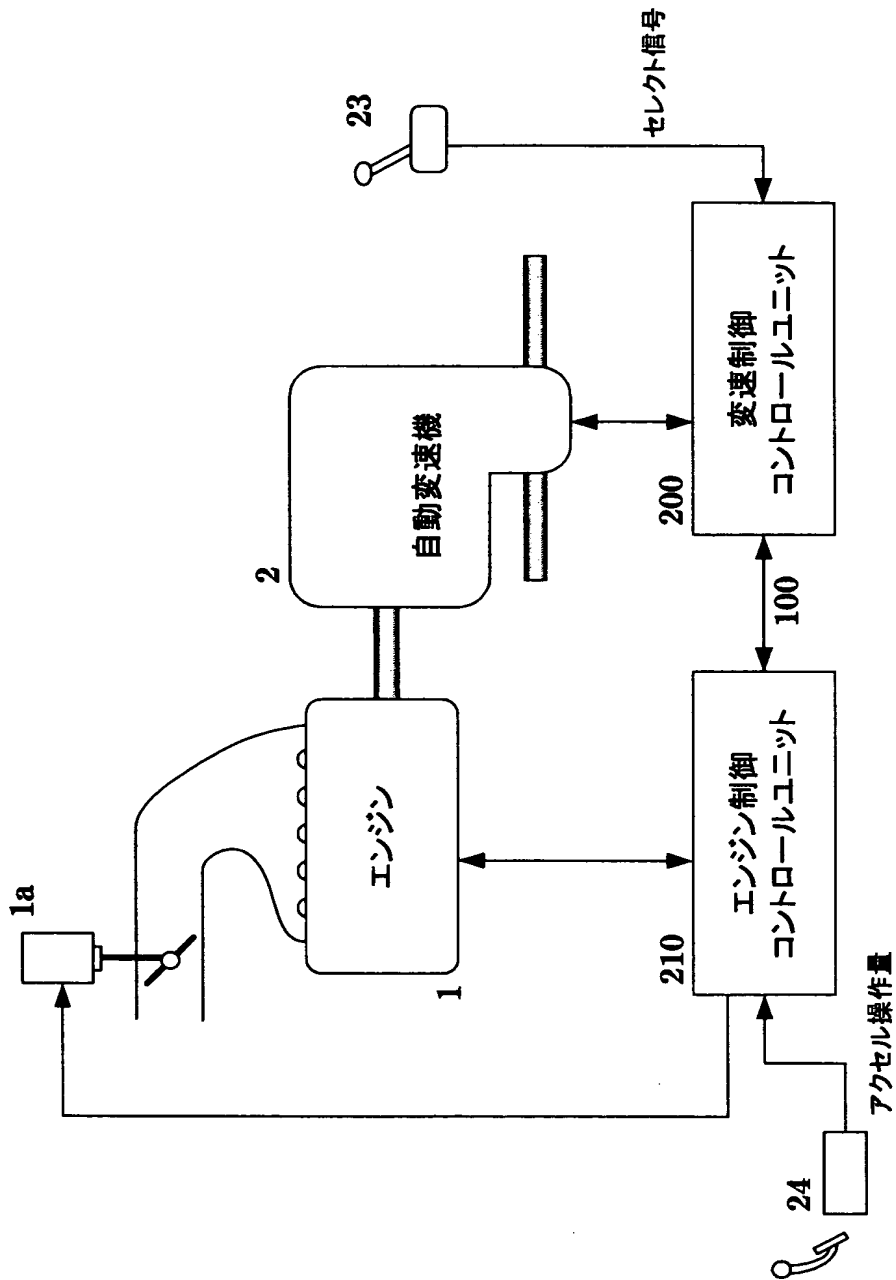 1a
23
セレクト信号
2
自動変速機
エンジン
1
200
変速制御
コントロールユニット
100
210
エンジン制御
コントロールユニット
24
アクセル操作量